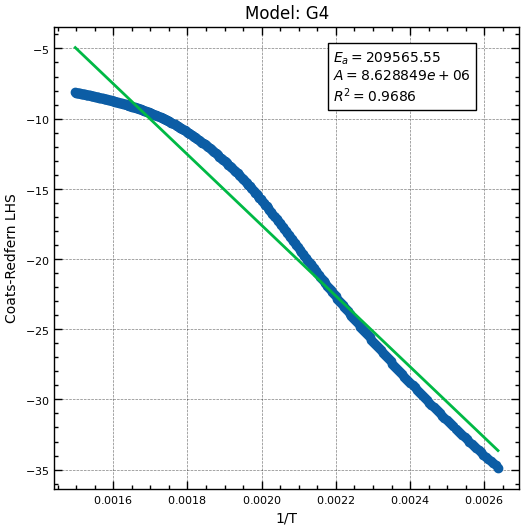 Model: G4
E_a = 209565.55
A = 8.628849e + 06
R^2 = 0.9686
Coats-Redfern LHS
−5
−10
−15
−20
−25
−30
−35
0.0016 0.0018 0.0020 0.0022 0.0024 0.0026
1/T